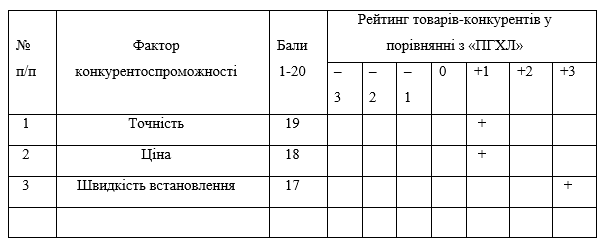 № п/п Фактор конкурентоспроможності Бали 1-20 Рейтинг товарів-конкурентів у порівнянні з «ПГХЛ»
– 3 – 2 – 1 0 +1 +2 +3
1 Точність 19 +
2 Ціна 18 +
3 Швидкість встановлення 17 +